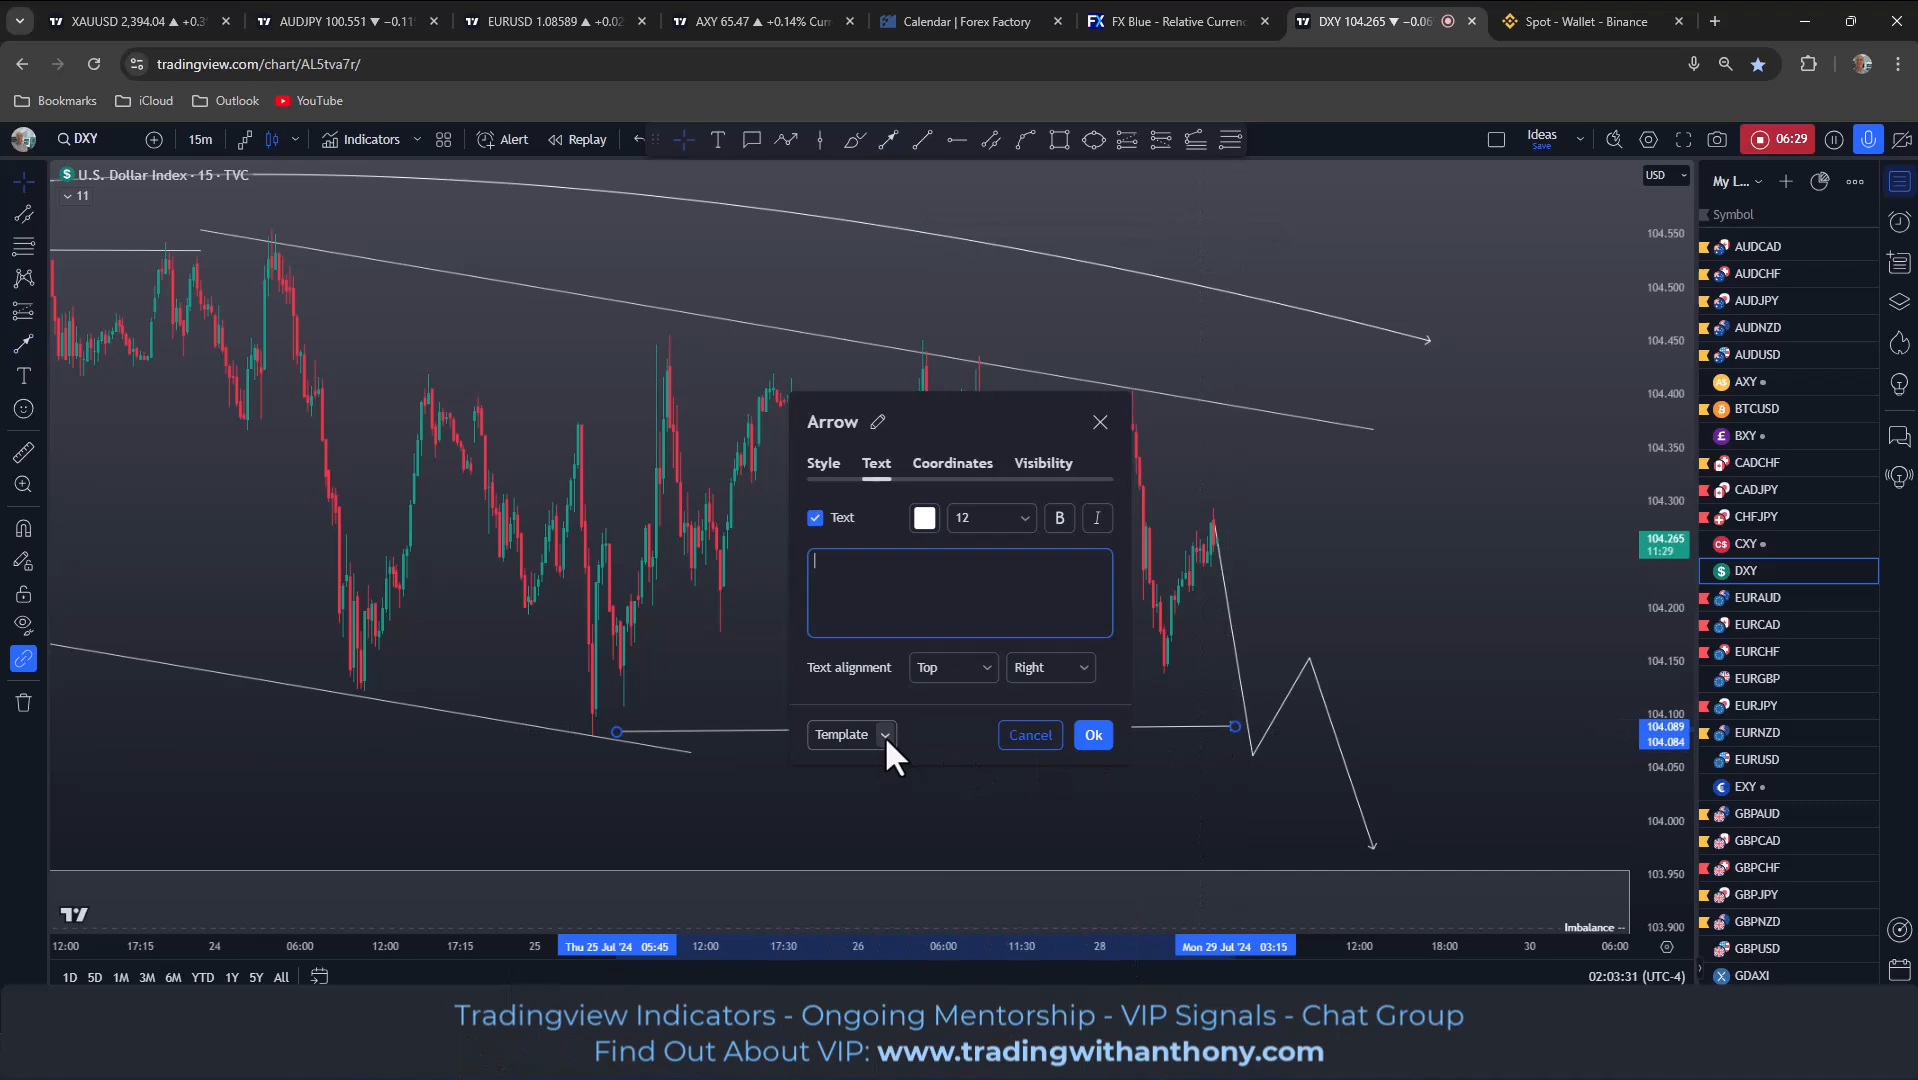 XAUUSD 2,394.04 ▲ +0.3
AUDJPY 100.551 ▼ −0.11
EURUSD 1.08589 ▲ +0.02
AXY 65.47 ▲ +0.14% Cur
Calendar | Forex Factory
FX Blue - Relative Curren
DXY 104.265 ▼ −0.06
Spot - Wallet - Binance
tradingview.com/chart/AL5tva7r/
Bookmarks
iCloud
Outlook
YouTube
DXY
15m
Indicators
Alert
Replay
Ideas
Save
06:29
U.S. Dollar Index · 15 · TVC
11
USD
My L...
Symbol
AUDCAD
AUDCHF
AUDJPY
AUDNZD
AUDUSD
AXY
BTCUSD
BXY
CADCHF
CADJPY
CHFJPY
CXY
DXY
EURAUD
EURCAD
EURCHF
EURGBP
EURJPY
EURNZD
EURUSD
EXY
GBPAUD
GBPCAD
GBPCHF
GBPJPY
GBPNZD
GBPUSD
GDAXI
104.550
104.500
104.450
104.400
104.350
104.300
104.265
11:29
104.200
104.150
104.100
104.089
104.084
104.050
104.000
103.950
103.900
Arrow
Style Text Coordinates Visibility
Text 12 B I
Text alignment Top Right
Template Cancel Ok
Imbalance --
12:00 17:15 24 06:00 12:00 17:15 25 Thu 25 Jul '24 05:45 12:00 17:30 26 06:00 11:30 28 Mon 29 Jul '24 03:15 12:00 18:00 30 06:00
1D 5D 1M 3M 6M YTD 1Y 5Y All
02:03:31 (UTC-4)
Tradingview Indicators - Ongoing Mentorship - VIP Signals - Chat Group
Find Out About VIP: www.tradingwithanthony.com